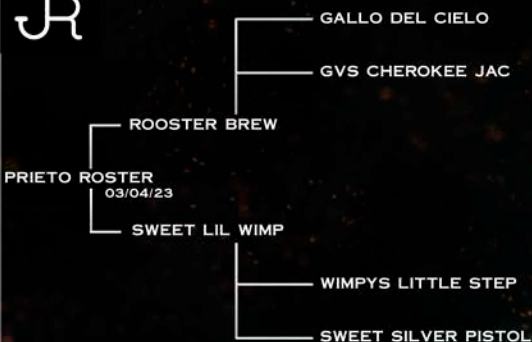 JR
GALLO DEL CIELO
GVS CHEROKEE JAC
ROOSTER BREW
PRIETO ROSTER
03/04/23
SWEET LIL WIMP
WIMPYS LITTLE STEP
SWEET SILVER PISTOL